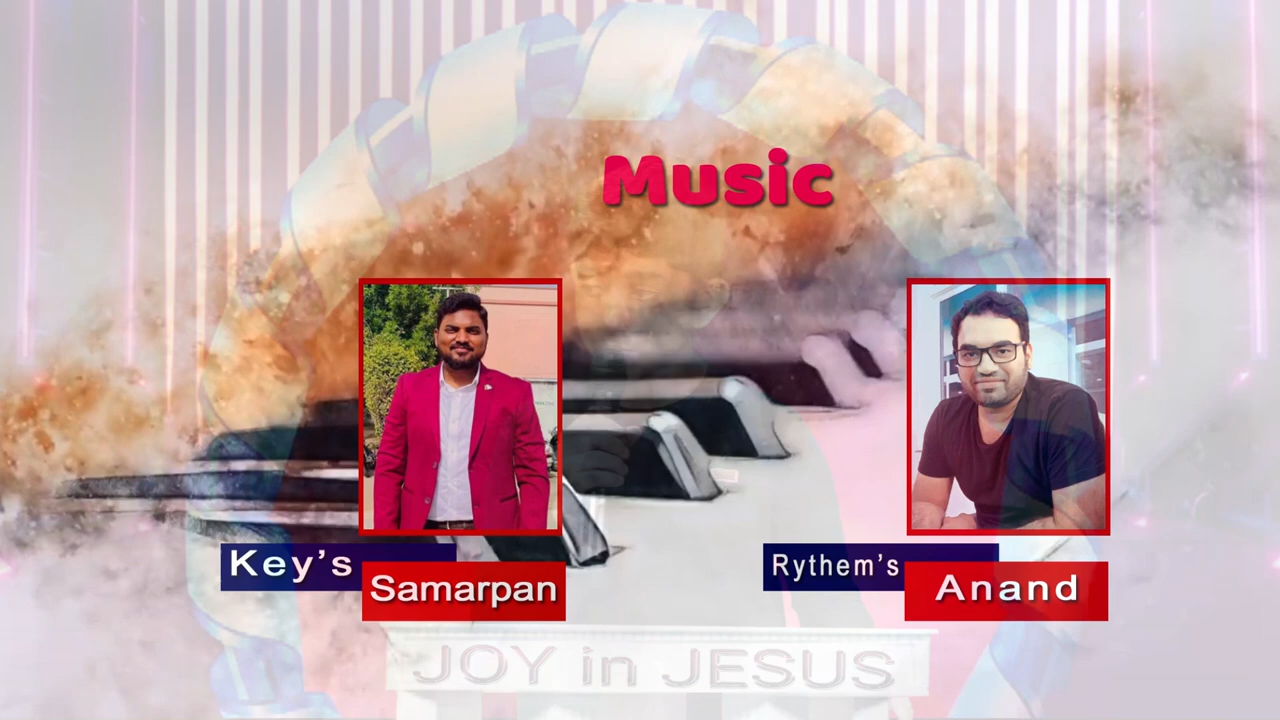 Music
Key's
Samarpan
Rythem's
Anand
JOY in JESUS